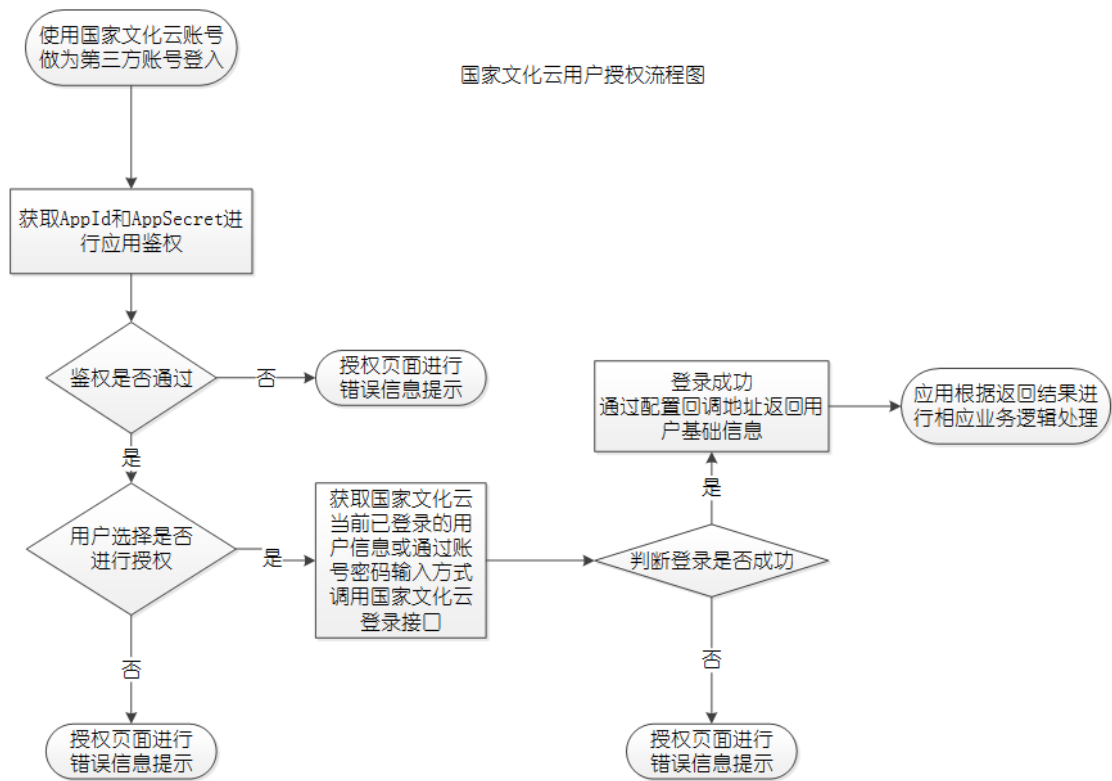 使用国家文化云账号
做为第三方账号登入
国家文化云用户授权流程图
获取AppId和AppSecret进
行应用鉴权
鉴权是否通过
否
授权页面进行
错误信息提示
是
用户选择是否
进行授权
是
获取国家文化云
当前已登录的用
户信息或通过账
号密码输入方式
调用国家文化云
登录接口
判断登录是否成功
是
登录成功
通过配置回调地址返回用
户基础信息
应用根据返回结果进
行相应业务逻辑处理
否
授权页面进行
错误信息提示
否
授权页面进行
错误信息提示